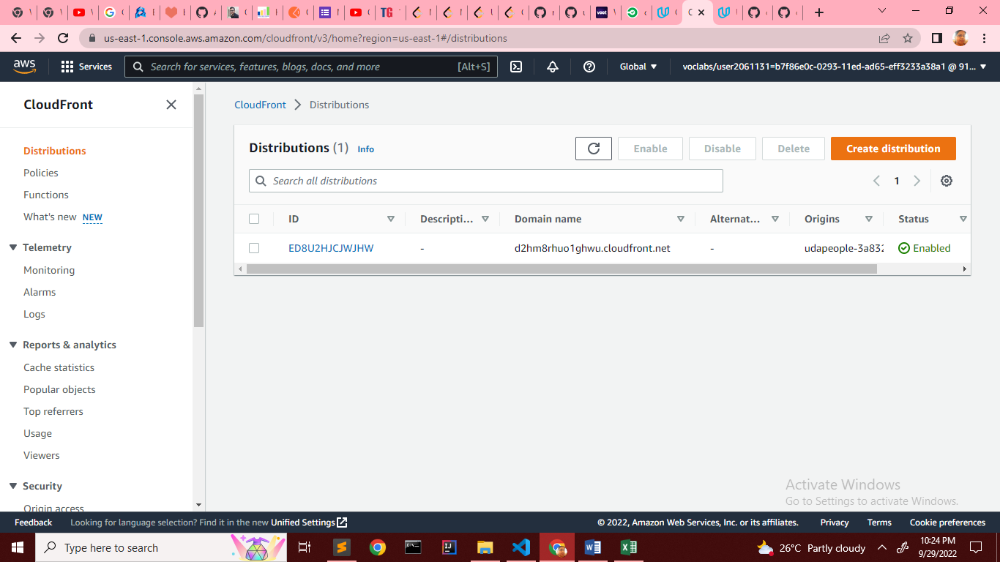 us-east-1.console.aws.amazon.com/cloudfront/v3/home?region=us-east-1#/distributions
aws
Services
Search for services, features, blogs, docs, and more [Alt+S]
Global
voclabs/user2061131=b7f86e0c-0293-11ed-ad65-eff3233a38a1 @ 91...
CloudFront
Distributions
Policies
Functions
What's new NEW
Telemetry
Monitoring
Alarms
Logs
Reports & analytics
Cache statistics
Popular objects
Top referrers
Usage
Viewers
Security
Origin access
CloudFront > Distributions
Distributions (1) Info
Enable
Disable
Delete
Create distribution
Search all distributions
1
ID Descripti... Domain name Alternat... Origins Status
ED8U2HJCJWJHW - d2hm8rhuo1ghwu.cloudfront.net - udapeople-3a832 Enabled
Activate Windows
Go to Settings to activate Windows.
Feedback Looking for language selection? Find it in the new Unified Settings
© 2022, Amazon Web Services, Inc. or its affiliates. Privacy Terms Cookie preferences
Type here to search
26°C Partly cloudy
10:24 PM
9/29/2022